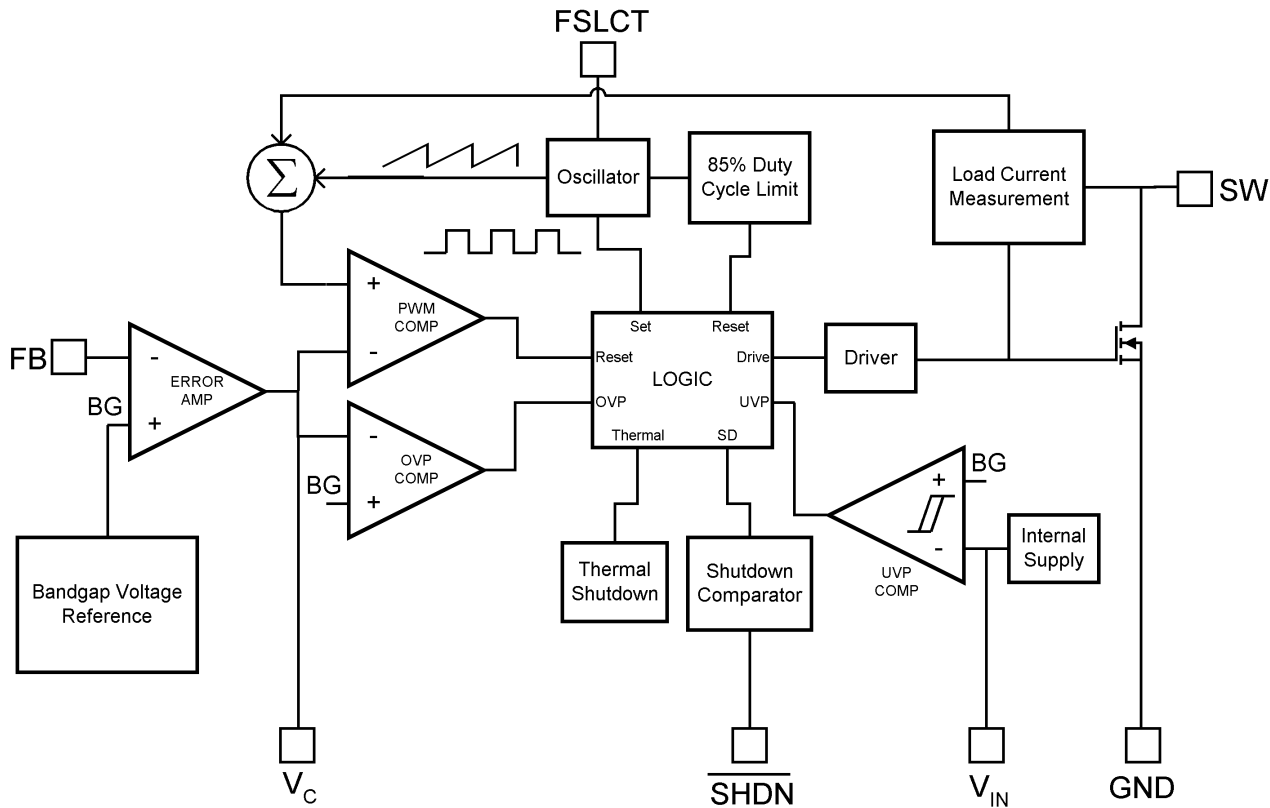 FSLCT
Σ
Oscillator
85% Duty
Cycle Limit
Load Current
Measurement
SW
+
PWM
COMP
-
Set
Reset
FB
-
ERROR
AMP
BG
+
Reset
Drive
LOGIC
OVP
UVP
Thermal
SD
Driver
-
OVP
COMP
BG
+
BG
+
-
UVP
COMP
Internal
Supply
Bandgap Voltage
Reference
Thermal
Shutdown
Shutdown
Comparator
VC
SHDN
VIN
GND